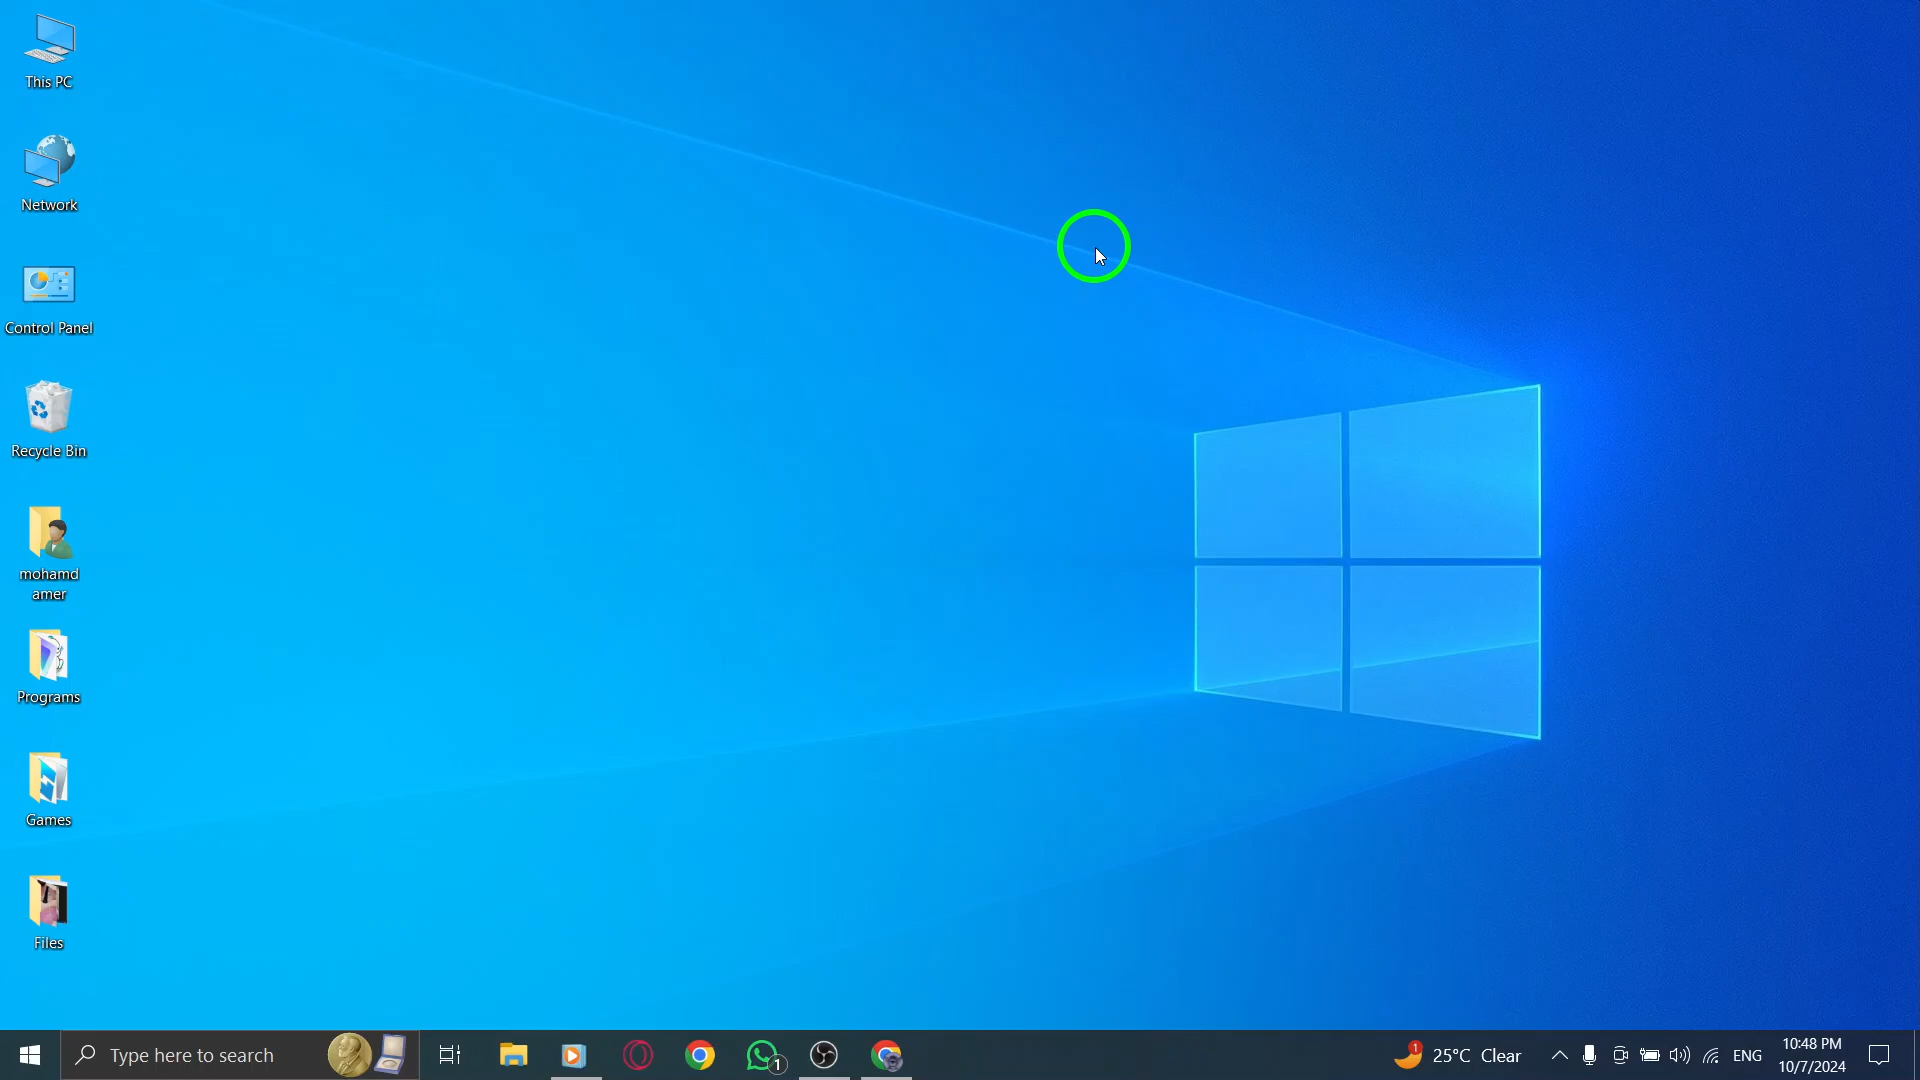 This PC
Network
Control Panel
Recycle Bin
mohamd
amer
Programs
Games
Files
Type here to search
1
1
25°C Clear
ENG
10:48 PM
10/7/2024